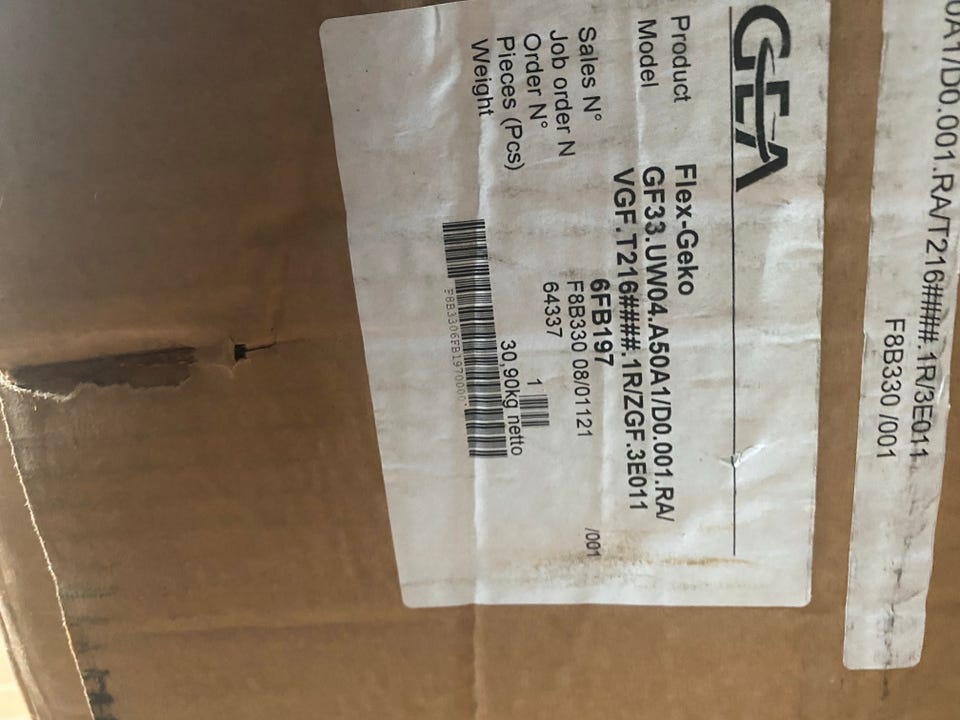 GEA
Product Flex-Geko
Model GF33.UW04.A50A1/D0.001.RA/
VGF.T216####.1R/ZGF.3E011
Sales N° 6FB197 /001
Job order N F8B330 08/01121
Order N° 64337
Pieces (Pcs) 1
Weight 30,90kg netto
0A1/D0.001.RA/T216####.1R/3E011
F8B330 /001